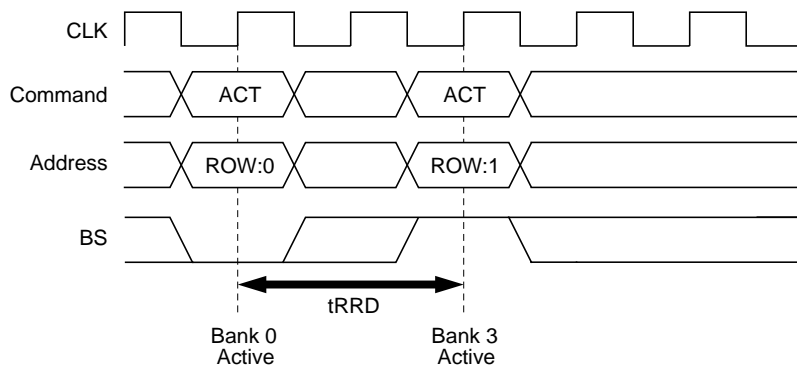 CLK
Command ACT ACT
Address ROW:0 ROW:1
BS
tRRD
Bank 0 Bank 3
Active Active